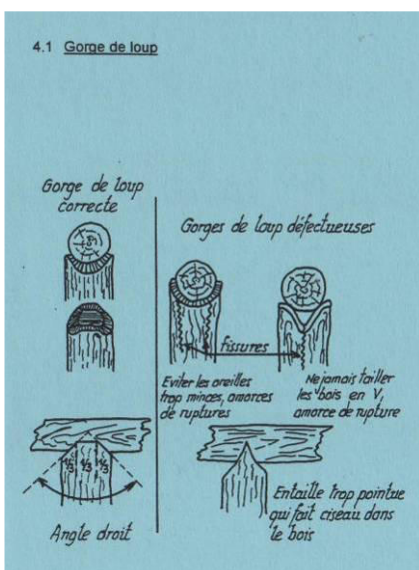 4.1 Gorge de loup
Gorge de loup
correcte
Gorges de loup défectueuses
fissures
Eviter les oreilles
trop minces, amorces
de ruptures
Ne jamais tailler
les bois en V,
amorce de rupture
1/3 1/3 1/3
Angle droit
Entaille trop pointue
qui fait ciseau dans
le bois